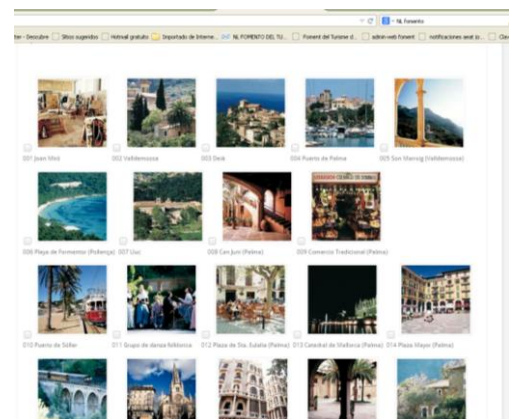 NL Fomento
ter - Descubre Sitios sugeridos Hotmail gratuito Importado de Interne... NL FOMENTO DEL TU... Foment del Turisme d... admin web foment notificaciones
001 Joan Miró 002 Valldemossa 003 Deià 004 Puerto de Palma 005 Son Marroig (Valldemossa)
006 Playa de Formentor (Pollença) 007 Lluc 008 Can Juni (Palma) 009 Comercio Tradicional (Palma)
010 Puerto de Sóller 011 Grupo de danza folklórica 012 Plaza de Sta. Eulalia (Palma) 013 Catedral de Mallorca (Palma) 014 Plaza Mayor (Palma)